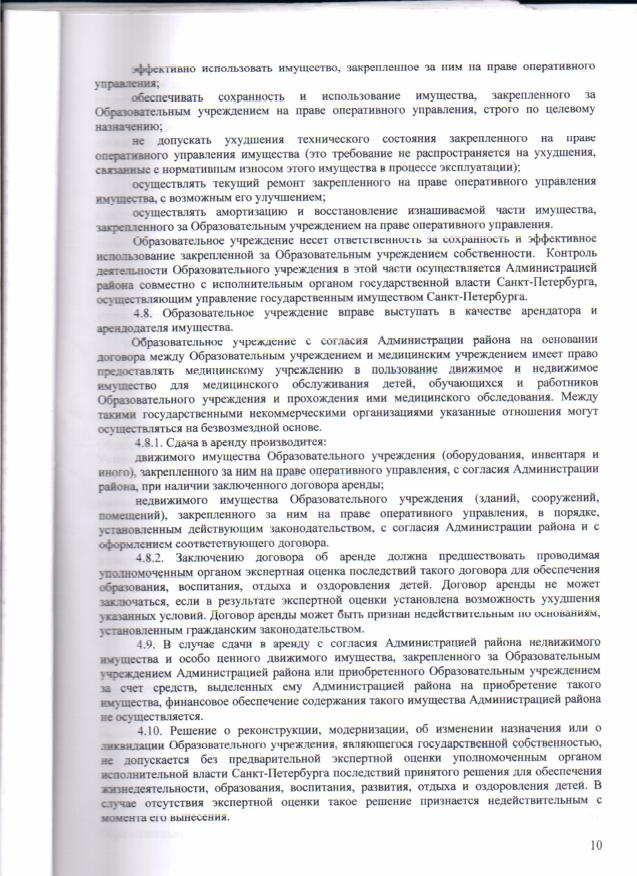 эффективно использовать имущество, закрепленное за ним на праве оперативного
управления;
обеспечивать сохранность и использование имущества, закрепленного за
Образовательным учреждением на праве оперативного управления, строго по целевому
назначению;
не допускать ухудшения технического состояния закрепленного на праве
оперативного управления имущества (это требование не распространяется на ухудшения,
связанные с нормативным износом этого имущества в процессе эксплуатации);
осуществлять текущий ремонт закрепленного на праве оперативного управления
имущества, с возможным его улучшением;
осуществлять амортизацию и восстановление изнашиваемой части имущества,
закрепленного за Образовательным учреждением на праве оперативного управления.
Образовательное учреждение несет ответственность за сохранность и эффективное
использование закрепленной за Образовательным учреждением собственности. Контроль
деятельности Образовательного учреждения в этой части осуществляется Администрацией
района совместно с исполнительным органом государственной власти Санкт-Петербурга,
осуществляющим управление государственным имуществом Санкт-Петербурга.
4.8. Образовательное учреждение вправе выступать в качестве арендатора и
арендодателя имущества.
Образовательное учреждение с согласия Администрации района на основании
договора между Образовательным учреждением и медицинским учреждением имеет право
предоставлять медицинскому учреждению в пользование движимое и недвижимое
имущество для медицинского обслуживания детей, обучающихся и работников
Образовательного учреждения и прохождения ими медицинского обследования. Между
такими государственными некоммерческими организациями указанные отношения могут
осуществляться на безвозмездной основе.
4.8.1. Сдача в аренду производится:
движимого имущества Образовательного учреждения (оборудования, инвентаря и
иного), закрепленного за ним на праве оперативного управления, с согласия Администрации
района, при наличии заключенного договора аренды;
недвижимого имущества Образовательного учреждения (зданий, сооружений,
помещений), закрепленного за ним на праве оперативного управления, в порядке,
установленным действующим законодательством, с согласия Администрации района и с
оформлением соответствующего договора.
4.8.2. Заключению договора об аренде должна предшествовать проводимая
уполномоченным органом экспертная оценка последствий такого договора для обеспечения
образования, воспитания, отдыха и оздоровления детей. Договор аренды не может
заключаться, если в результате экспертной оценки установлена возможность ухудшения
указанных условий. Договор аренды может быть признан недействительным по основаниям,
установленным гражданским законодательством.
4.9. В случае сдачи в аренду с согласия Администрацией района недвижимого
имущества и особо ценного движимого имущества, закрепленного за Образовательным
учреждением Администрацией района или приобретенного Образовательным учреждением
за счет средств, выделенных ему Администрацией района на приобретение такого
имущества, финансовое обеспечение содержания такого имущества Администрацией района
не осуществляется.
4.10. Решение о реконструкции, модернизации, об изменении назначения или о
ликвидации Образовательного учреждения, являющегося государственной собственностью,
не допускается без предварительной экспертной оценки уполномоченным органом
исполнительной власти Санкт-Петербурга последствий принятого решения для обеспечения
жизнедеятельности, образования, воспитания, развития, отдыха и оздоровления детей. В
случае отсутствия экспертной оценки такое решение признается недействительным с
момента его вынесения.
10